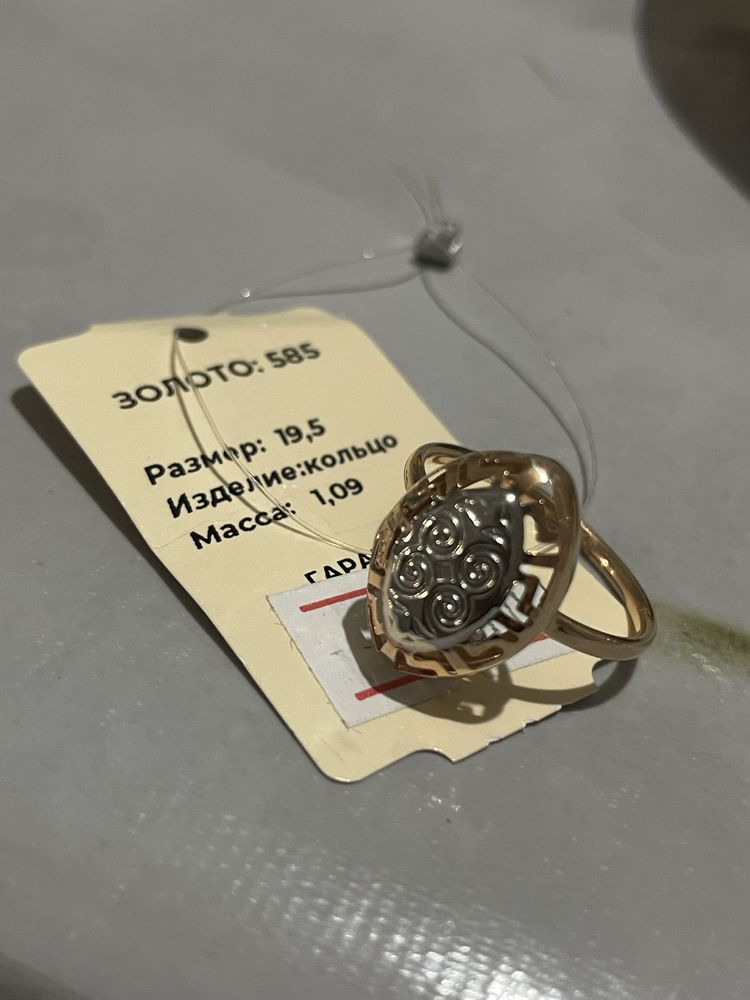 ЗОЛОТО: 585
Размер: 19,5
Изделие:кольцо
Масса: 1,09